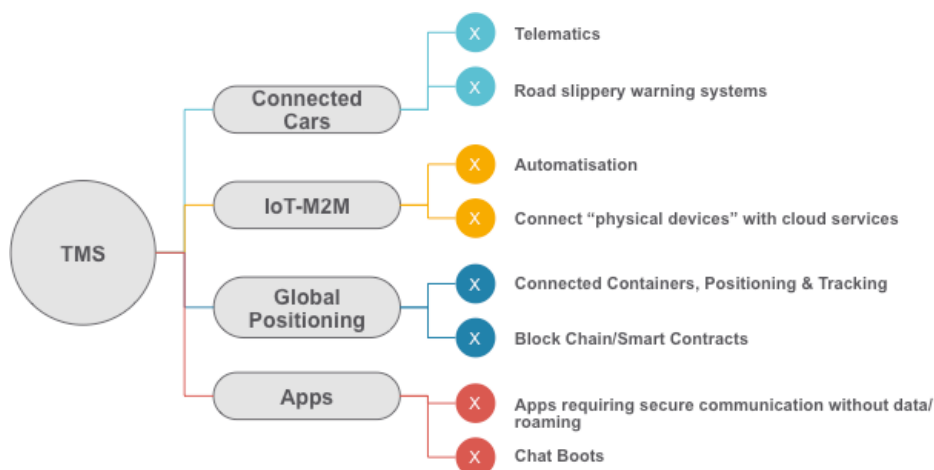 TMS
Connected
Cars
X
Telematics
X
Road slippery warning systems
IoT-M2M
X
Automatisation
X
Connect “physical devices” with cloud services
Global
Positioning
X
Connected Containers, Positioning & Tracking
X
Block Chain/Smart Contracts
Apps
X
Apps requiring secure communication without data/
roaming
X
Chat Boots